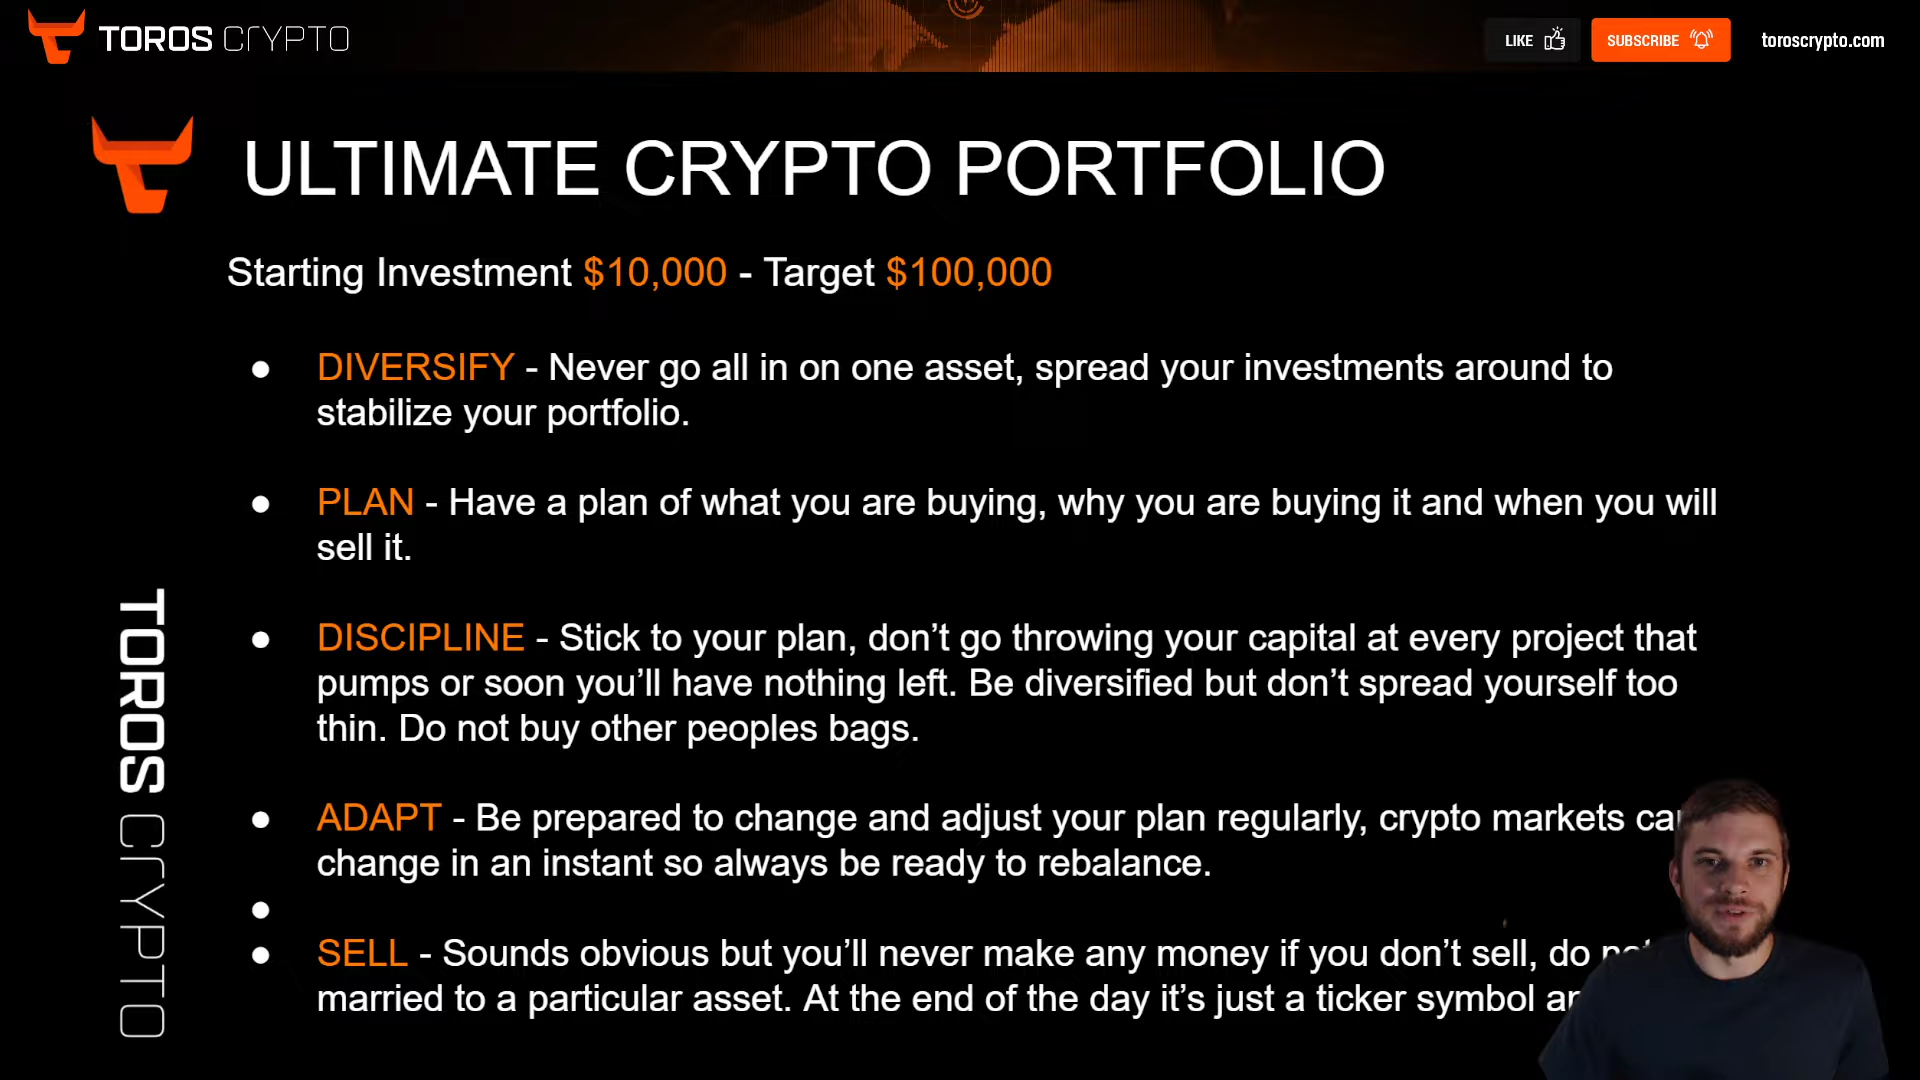 TOROS CRYPTO
LIKE
SUBSCRIBE
toroscrypto.com
ULTIMATE CRYPTO PORTFOLIO
Starting Investment $10,000 - Target $100,000
● DIVERSIFY - Never go all in on one asset, spread your investments around to
stabilize your portfolio.
● PLAN - Have a plan of what you are buying, why you are buying it and when you will
sell it.
● DISCIPLINE - Stick to your plan, don’t go throwing your capital at every project that
pumps or soon you’ll have nothing left. Be diversified but don’t spread yourself too
thin. Do not buy other peoples bags.
● ADAPT - Be prepared to change and adjust your plan regularly, crypto markets
change in an instant so always be ready to rebalance.
●
● SELL - Sounds obvious but you’ll never make any money if you don’t sell, do
married to a particular asset. At the end of the day it’s just a ticker symbol
TOROS CRYPTO